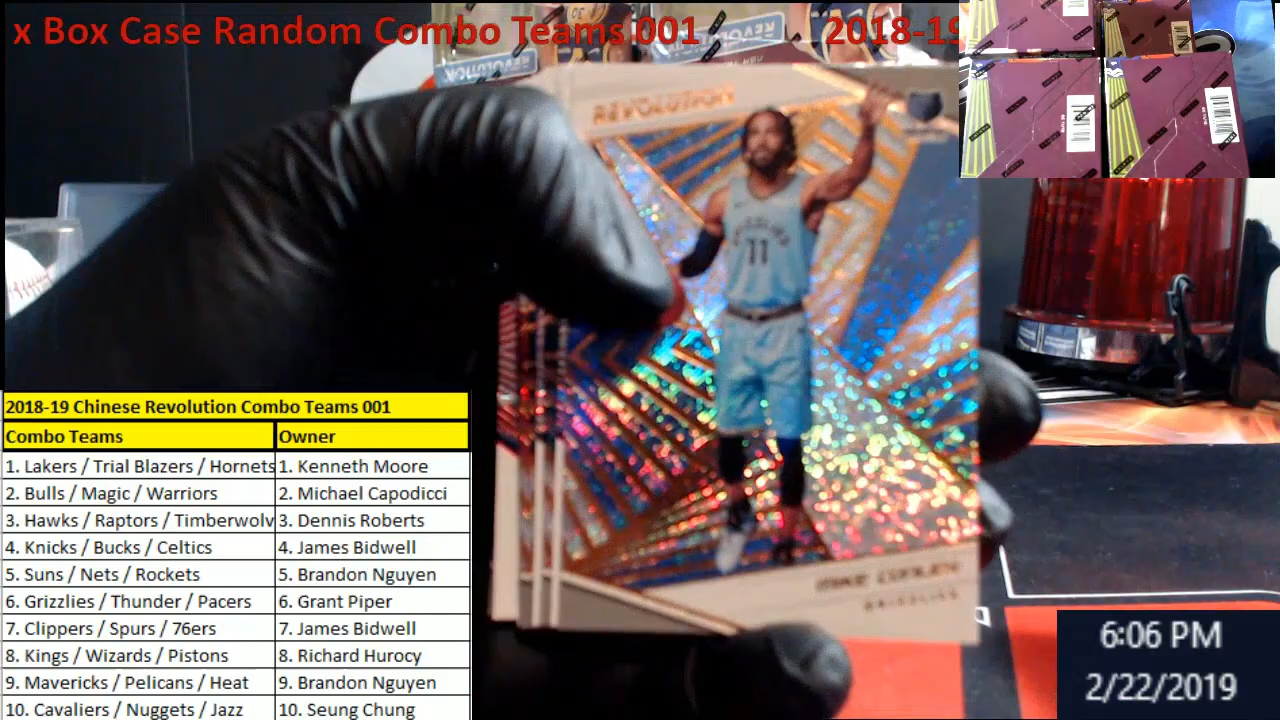 x Box Case Random Combo Teams 001 2018-19
REVOLUTION
11
MIKE CONLEY
GRIZZLIES
2018-19 Chinese Revolution Combo Teams 001
Combo Teams Owner
1. Lakers / Trial Blazers / Hornets 1. Kenneth Moore
2. Bulls / Magic / Warriors 2. Michael Capodicci
3. Hawks / Raptors / Timberwolv 3. Dennis Roberts
4. Knicks / Bucks / Celtics 4. James Bidwell
5. Suns / Nets / Rockets 5. Brandon Nguyen
6. Grizzlies / Thunder / Pacers 6. Grant Piper
7. Clippers / Spurs / 76ers 7. James Bidwell
8. Kings / Wizards / Pistons 8. Richard Hurocy
9. Mavericks / Pelicans / Heat 9. Brandon Nguyen
10. Cavaliers / Nuggets / Jazz 10. Seung Chung
6:06 PM
2/22/2019